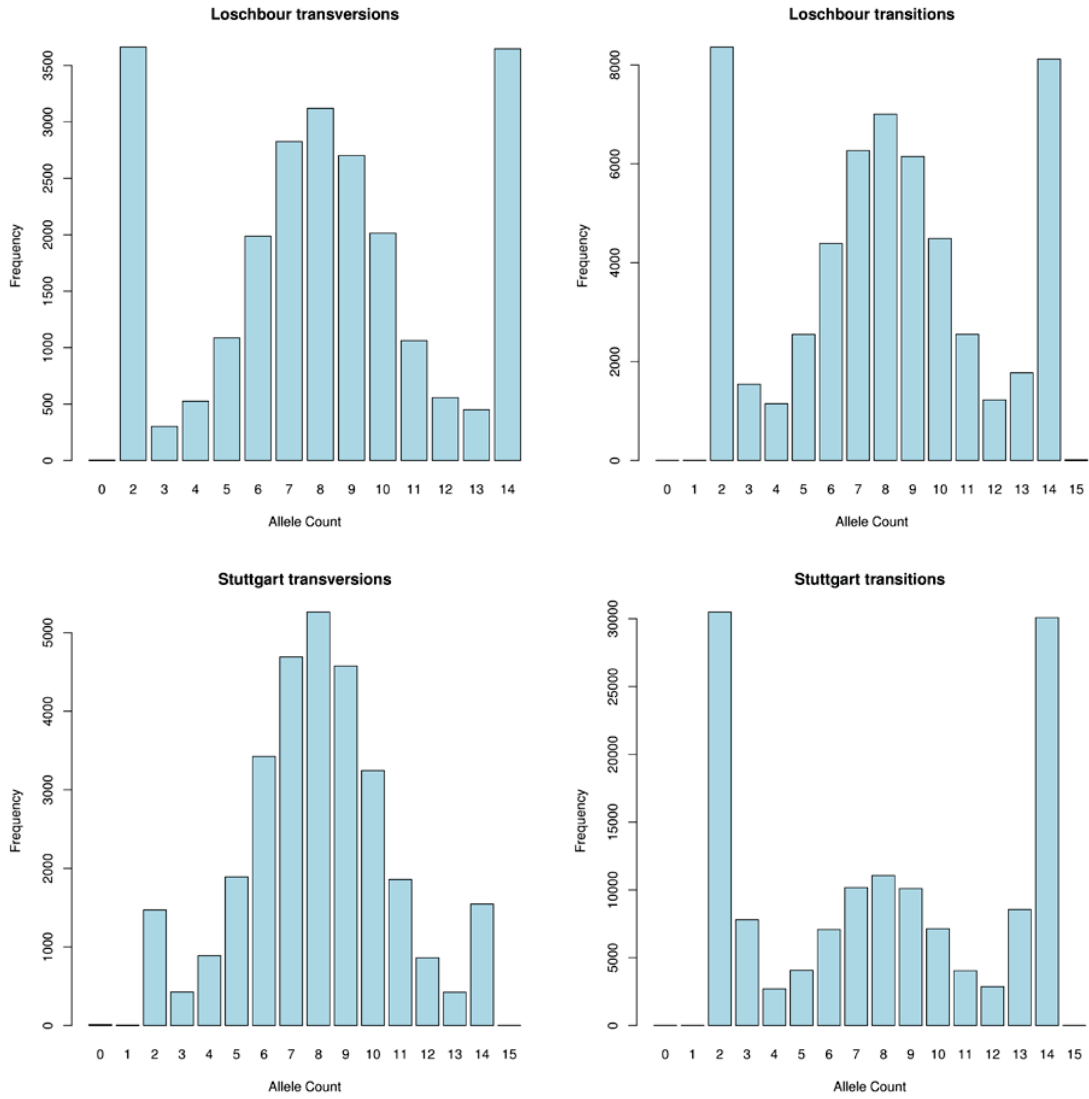 Loschbour transversions
Frequency
3500
3000
2500
2000
1500
1000
500
0
0 2 3 4 5 6 7 8 9 10 11 12 13 14
Allele Count
Loschbour transitions
Frequency
8000
6000
4000
2000
0
0 1 2 3 4 5 6 7 8 9 10 11 12 13 14 15
Allele Count
Stuttgart transversions
Frequency
5000
4000
3000
2000
1000
0
0 1 2 3 4 5 6 7 8 9 10 11 12 13 14 15
Allele Count
Stuttgart transitions
Frequency
30000
25000
20000
15000
10000
5000
0
0 1 2 3 4 5 6 7 8 9 10 11 12 13 14 15
Allele Count